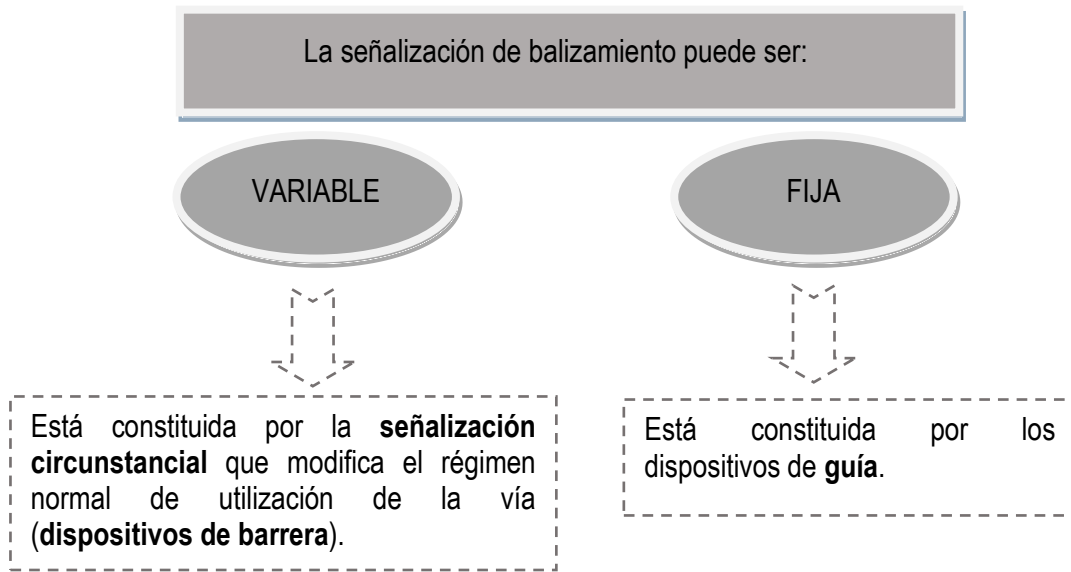 La señalización de balizamiento puede ser:
VARIABLE
FIJA
Está constituida por la señalización
circunstancial que modifica el régimen
normal de utilización de la vía
(dispositivos de barrera).
Está constituida por los
dispositivos de guía.